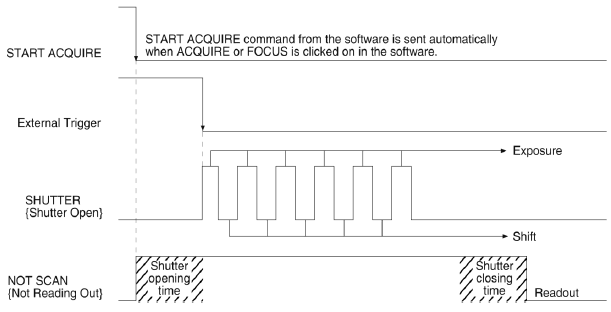 START ACQUIRE command from the software is sent automatically
START ACQUIRE
when ACQUIRE or FOCUS is clicked on in the software.
External Trigger
Exposure
SHUTTER
{Shutter Open}
Shift
NOT SCAN
{Not Reading Out}
Shutter
opening
time
Shutter
closing
time
Readout